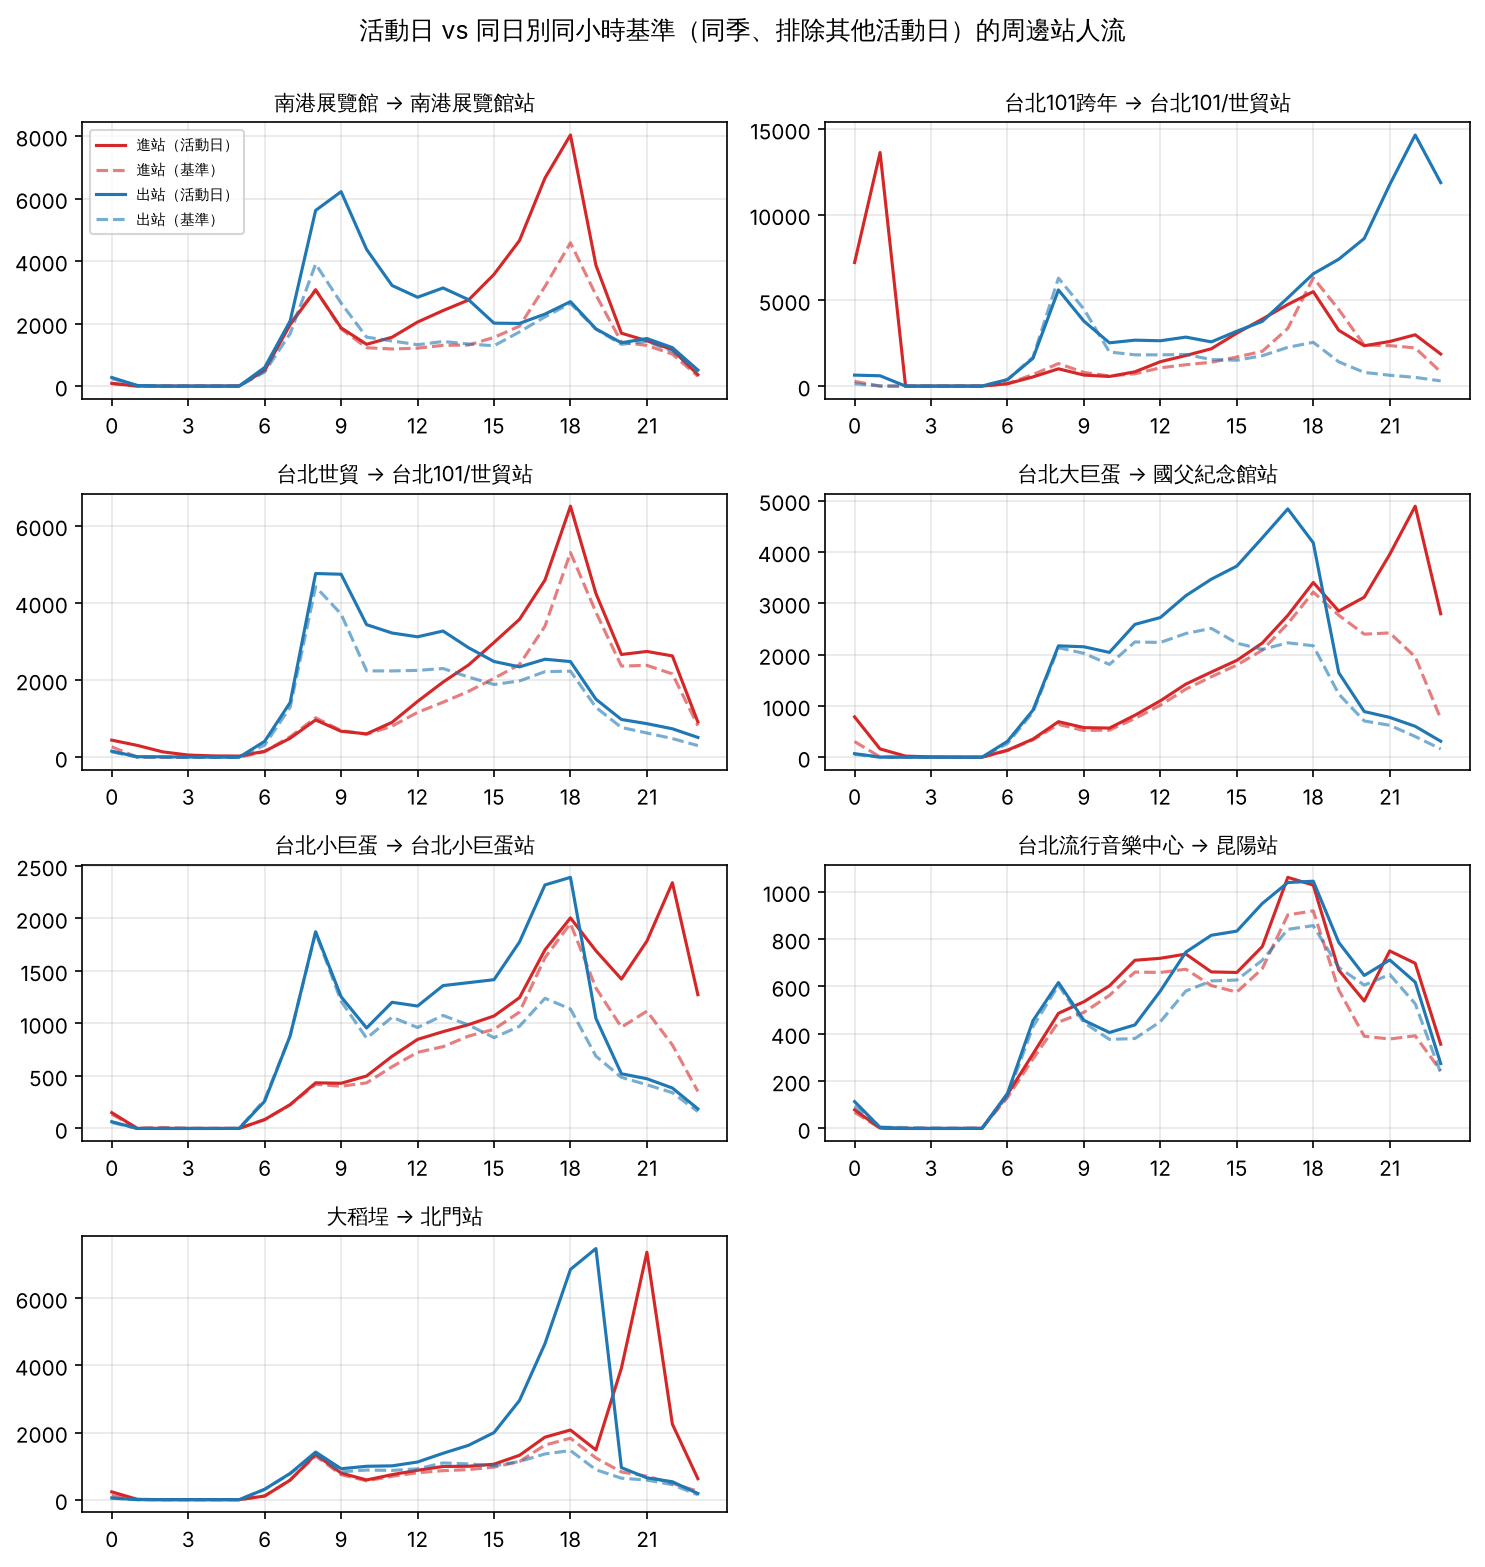 活動日 vs 同日別同小時基準（同季、排除其他活動日）的周邊站人流
南港展覽館 → 南港展覽館站
8000
6000
4000
2000
0
0 3 6 9 12 15 18 21
進站（活動日）
進站（基準）
出站（活動日）
出站（基準）
台北101跨年 → 台北101/世貿站
15000
10000
5000
0
0 3 6 9 12 15 18 21
台北世貿 → 台北101/世貿站
6000
4000
2000
0
0 3 6 9 12 15 18 21
台北大巨蛋 → 國父紀念館站
5000
4000
3000
2000
1000
0
0 3 6 9 12 15 18 21
台北小巨蛋 → 台北小巨蛋站
2500
2000
1500
1000
500
0
0 3 6 9 12 15 18 21
台北流行音樂中心 → 昆陽站
1000
800
600
400
200
0
0 3 6 9 12 15 18 21
大稻埕 → 北門站
6000
4000
2000
0
0 3 6 9 12 15 18 21